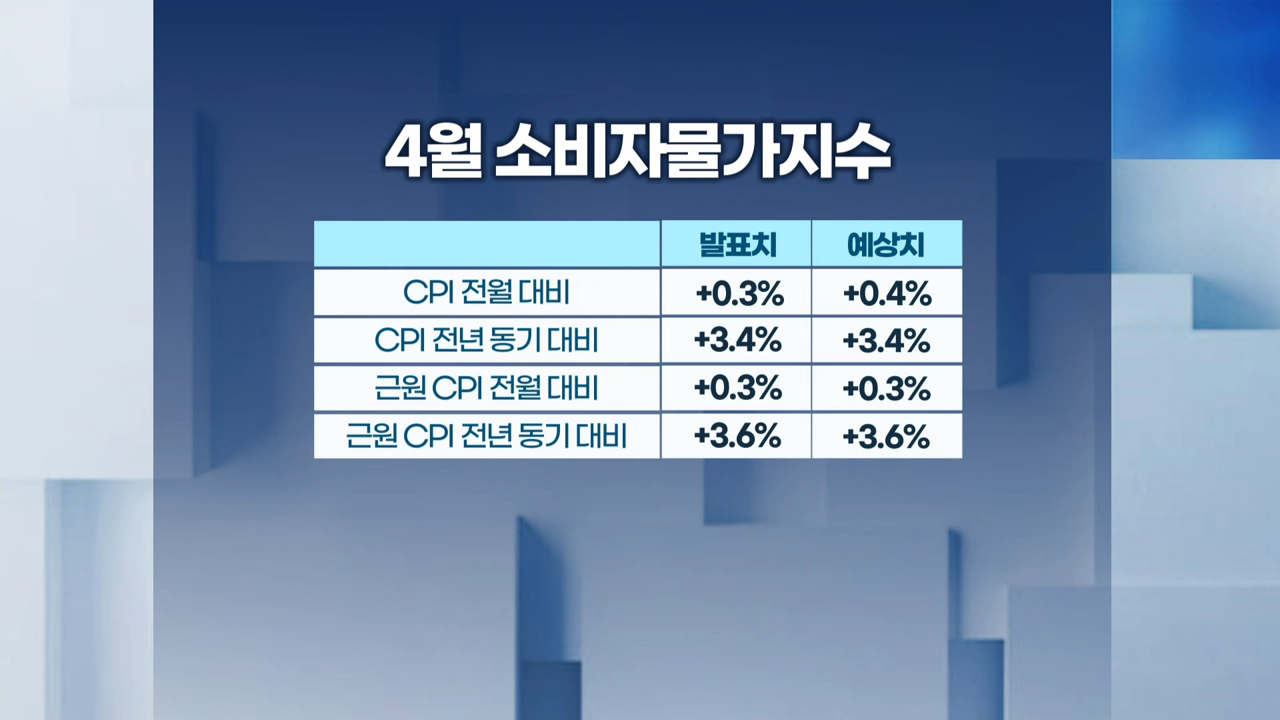 4월 소비자물가지수
발표치 예상치
CPI 전월 대비 +0.3% +0.4%
CPI 전년 동기 대비 +3.4% +3.4%
근원 CPI 전월 대비 +0.3% +0.3%
근원 CPI 전년 동기 대비 +3.6% +3.6%